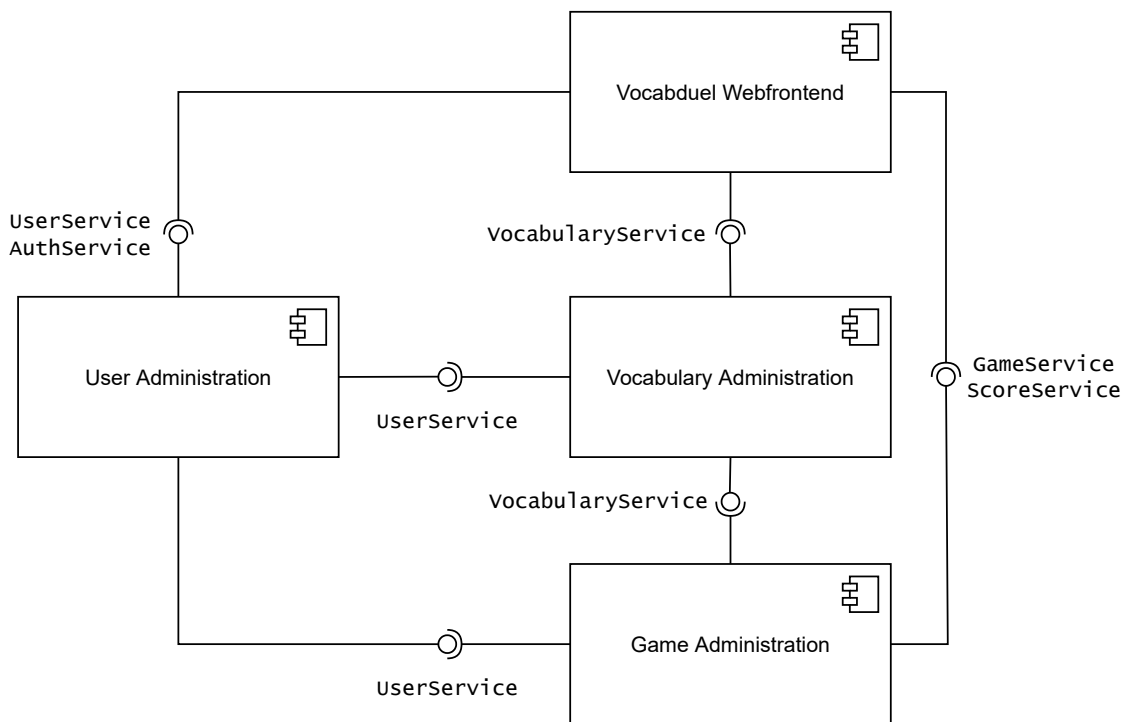 Vocabduel Webfrontend
UserService
AuthService
VocabularyService
User Administration
Vocabulary Administration
GameService
ScoreService
UserService
VocabularyService
Game Administration
UserService